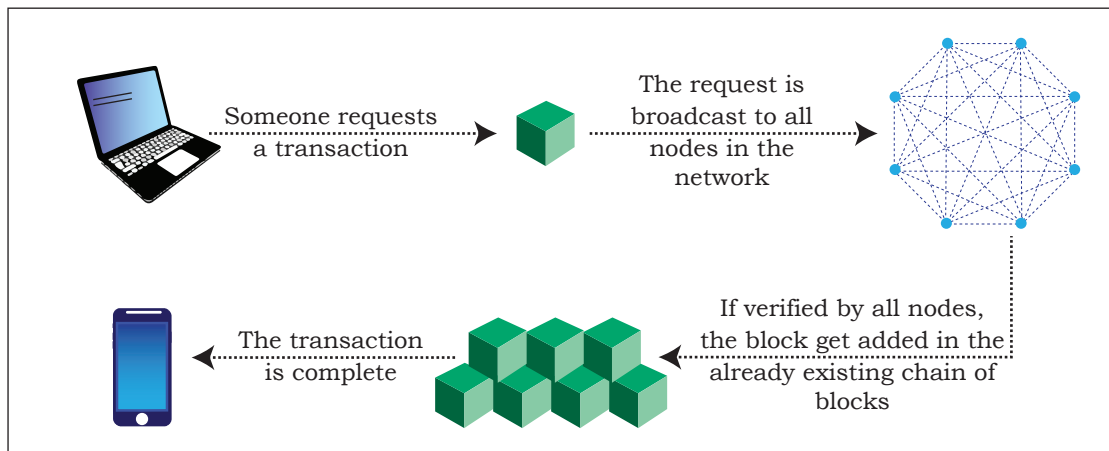 Someone requests
a transaction
The request is
broadcast to all
nodes in the
network
If verified by all nodes,
the block get added in the
already existing chain of
blocks
The transaction
is complete